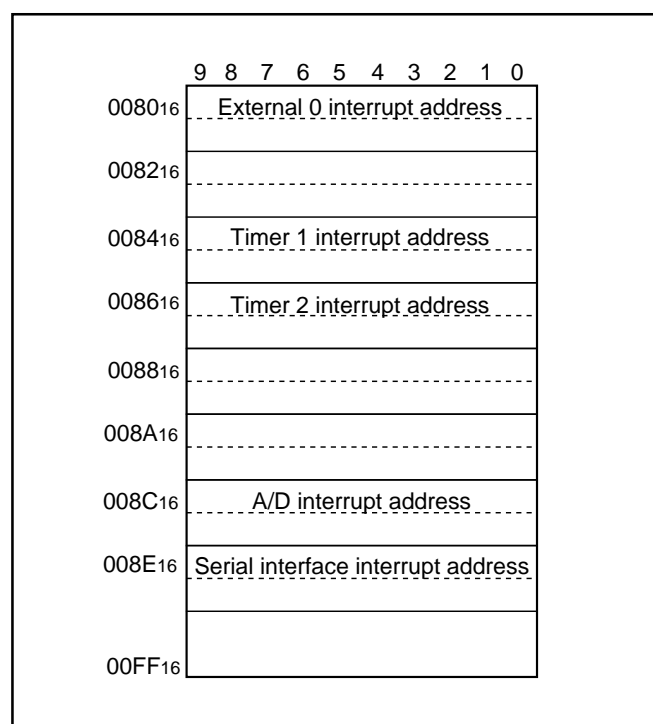 9 8 7 6 5 4 3 2 1 0
008016 External 0 interrupt address
008216
008416 Timer 1 interrupt address
008616 Timer 2 interrupt address
008816
008A16
008C16 A/D interrupt address
008E16 Serial interface interrupt address
00FF16